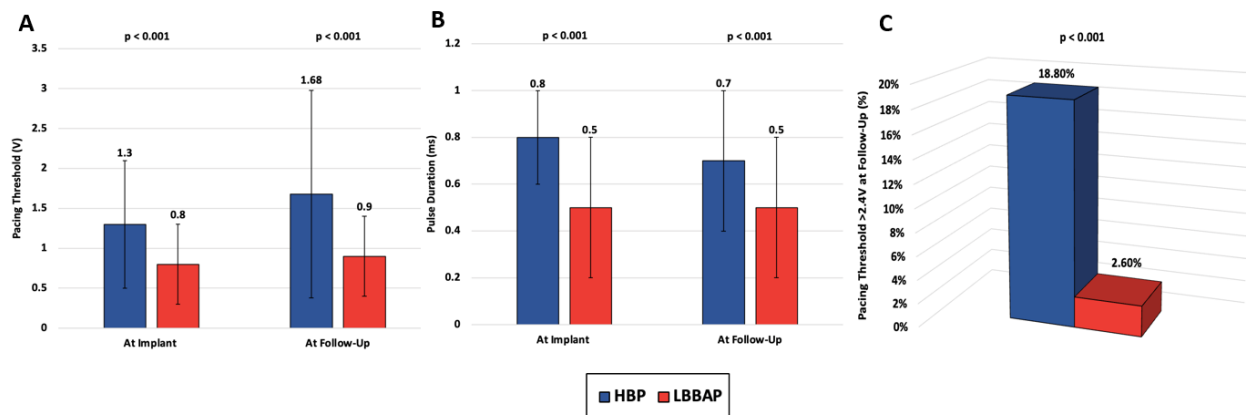 A
p < 0.001
p < 0.001
Pacing Threshold (V)
3.5
3
2.5
2
1.5
1
0.5
0
1.3
0.8
1.68
0.9
At Implant
At Follow-Up
B
p < 0.001
p < 0.001
Pulse Duration (ms)
1.2
1
0.8
0.6
0.4
0.2
0
0.8
0.5
0.7
0.5
At Implant
At Follow-Up
C
p < 0.001
Pacing Threshold >2.4V at Follow-Up (%)
20%
18%
16%
14%
12%
10%
8%
6%
4%
2%
0%
18.80%
2.60%
HBP
LBBAP